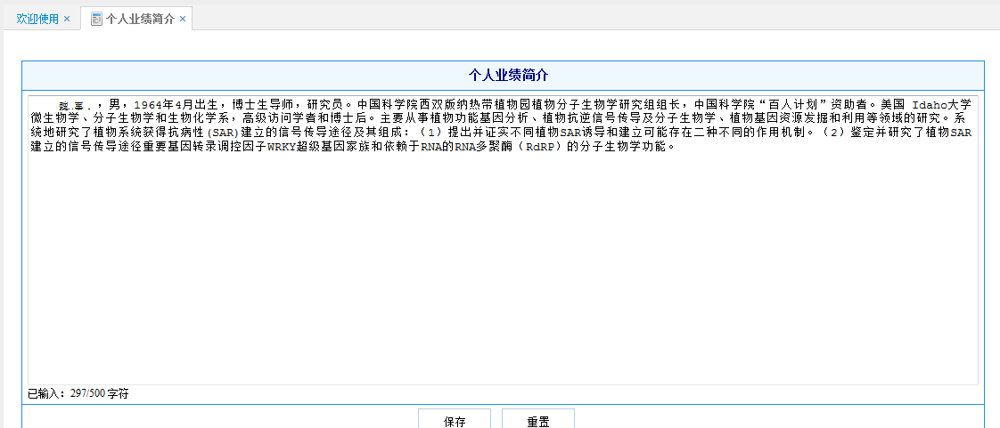 欢迎使用 × 个人业绩简介 ×
个人业绩简介
，男，1964年4月出生，博士生导师，研究员。中国科学院西双版纳热带植物园植物分子生物学研究组组长，中国科学院“百人计划”资助者。美国 Idaho大学
微生物学、分子生物学和生物化学系，高级访问学者和博士后。主要从事植物功能基因分析、植物抗逆信号传导及分子生物学、植物基因资源发掘和利用等领域的研究。系
统地研究了植物系统获得抗病性(SAR)建立的信号传导途径及其组成：（1）提出并证实不同植物SAR诱导和建立可能存在二种不同的作用机制。（2）鉴定并研究了植物SAR
建立的信号传导途径重要基因转录调控因子WRKY超级基因家族和依赖于RNA的RNA多聚酶（RdRP）的分子生物学功能。
已输入：297/500 字符
保存 重置